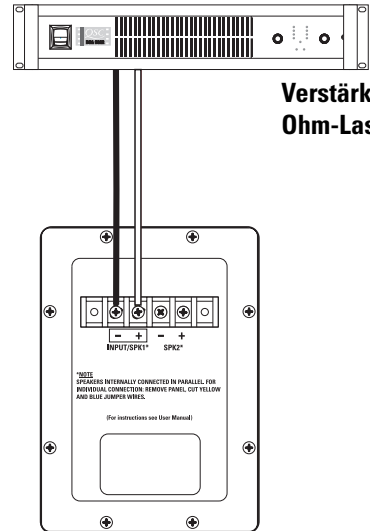 QSC
Verstärk
Ohm-Las
- + - +
INPUT/SPK1* SPK2*
*NOTE
SPEAKERS INTERNALLY CONNECTED IN PARALLEL. FOR
INDIVIDUAL CONNECTION: REMOVE PANEL, CUT YELLOW
AND BLUE JUMPER WIRES.
(For instructions see User Manual)